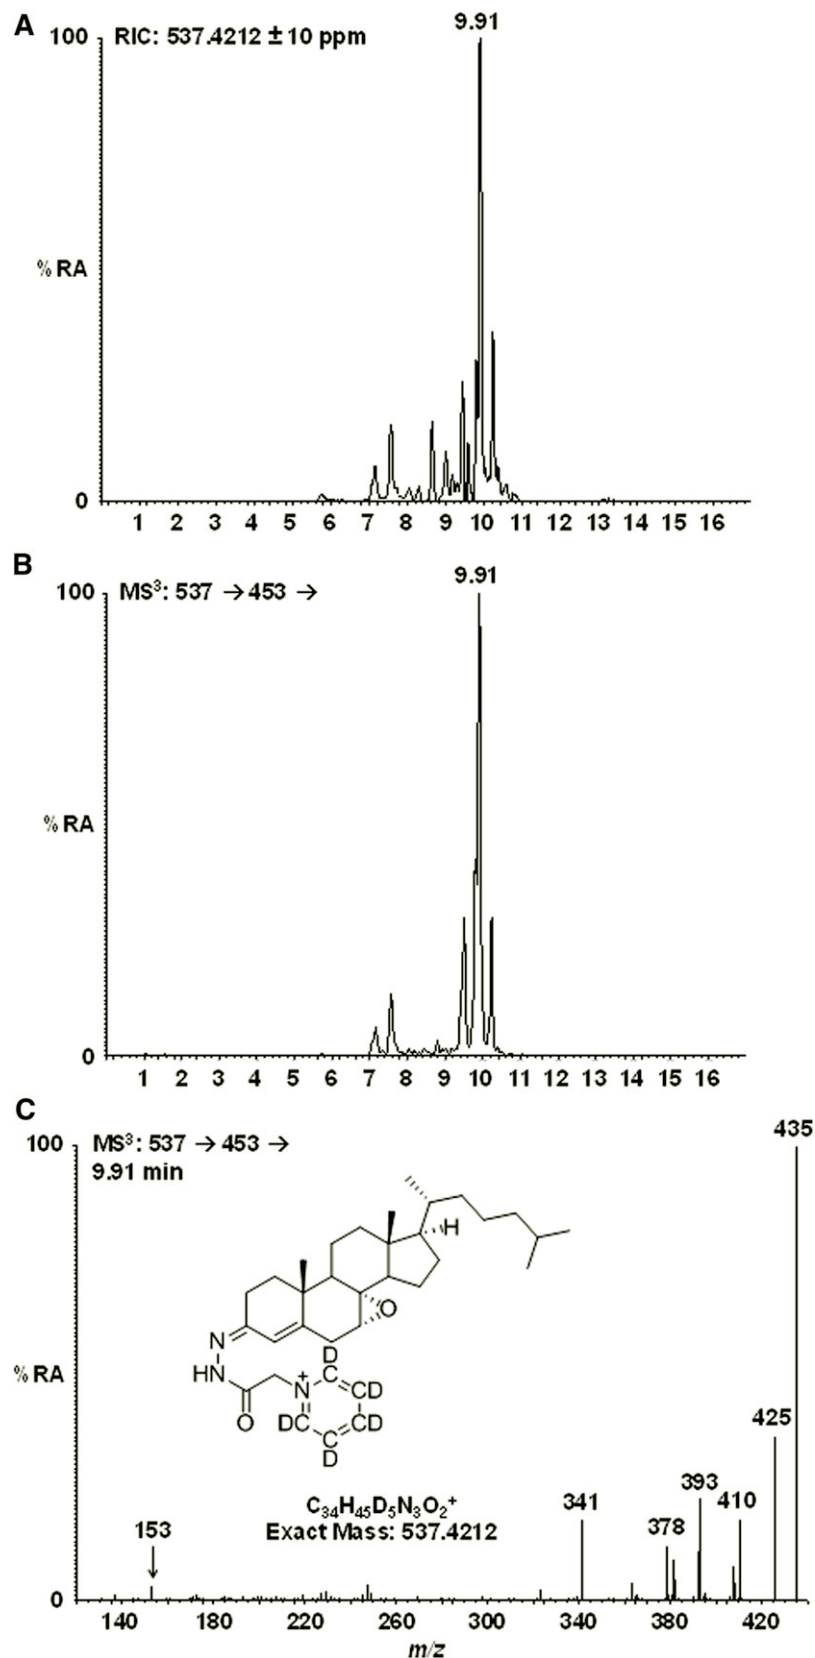 A
100
RIC: 537.4212 ± 10 ppm
9.91
% RA
0
1 2 3 4 5 6 7 8 9 10 11 12 13 14 15 16
B
100
MS³: 537 → 453 →
9.91
% RA
0
1 2 3 4 5 6 7 8 9 10 11 12 13 14 15 16
C
100
MS³: 537 → 453 →
9.91 min
435
H
O
N
HN
O
N
+
D
C
CD
DC
CD
C
D
% RA
425
393
410
341
378
153
C₃₄H₄₅D₅N₃O₂⁺
Exact Mass: 537.4212
0
140 180 220 260 300 340 380 420
m/z